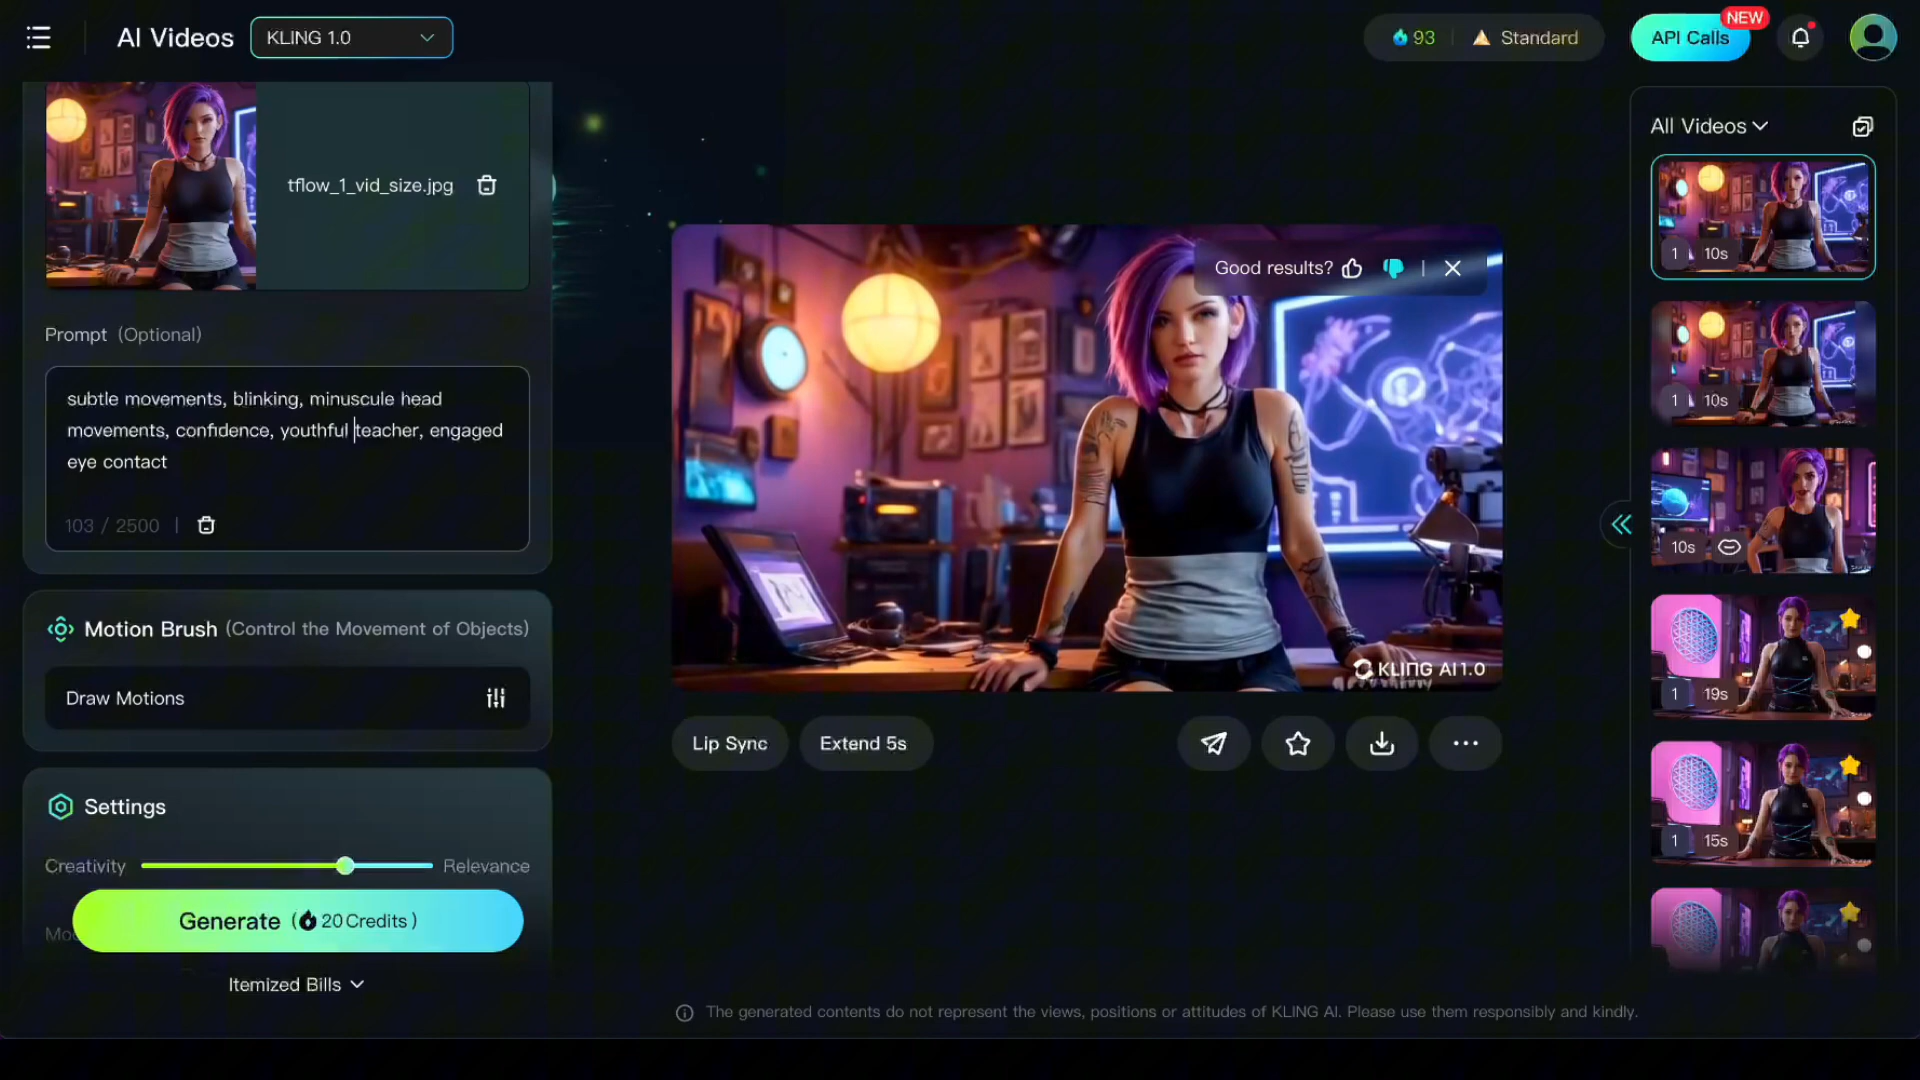 AI Videos
KLING 1.0
93
Standard
API Calls
NEW
tflow_1_vid_size.jpg
Prompt (Optional)
subtle movements, blinking, minuscule head
movements, confidence, youthful teacher, engaged
eye contact
103 / 2500
Motion Brush (Control the Movement of Objects)
Draw Motions
Settings
Creativity
Relevance
Generate (20 Credits)
Itemized Bills
Good results?
KLING AI 1.0
Lip Sync
Extend 5s
The generated contents do not represent the views, positions or attitudes of KLING AI. Please use them responsibly and kindly.
All Videos
1 10s
1 10s
10s
1 19s
1 15s